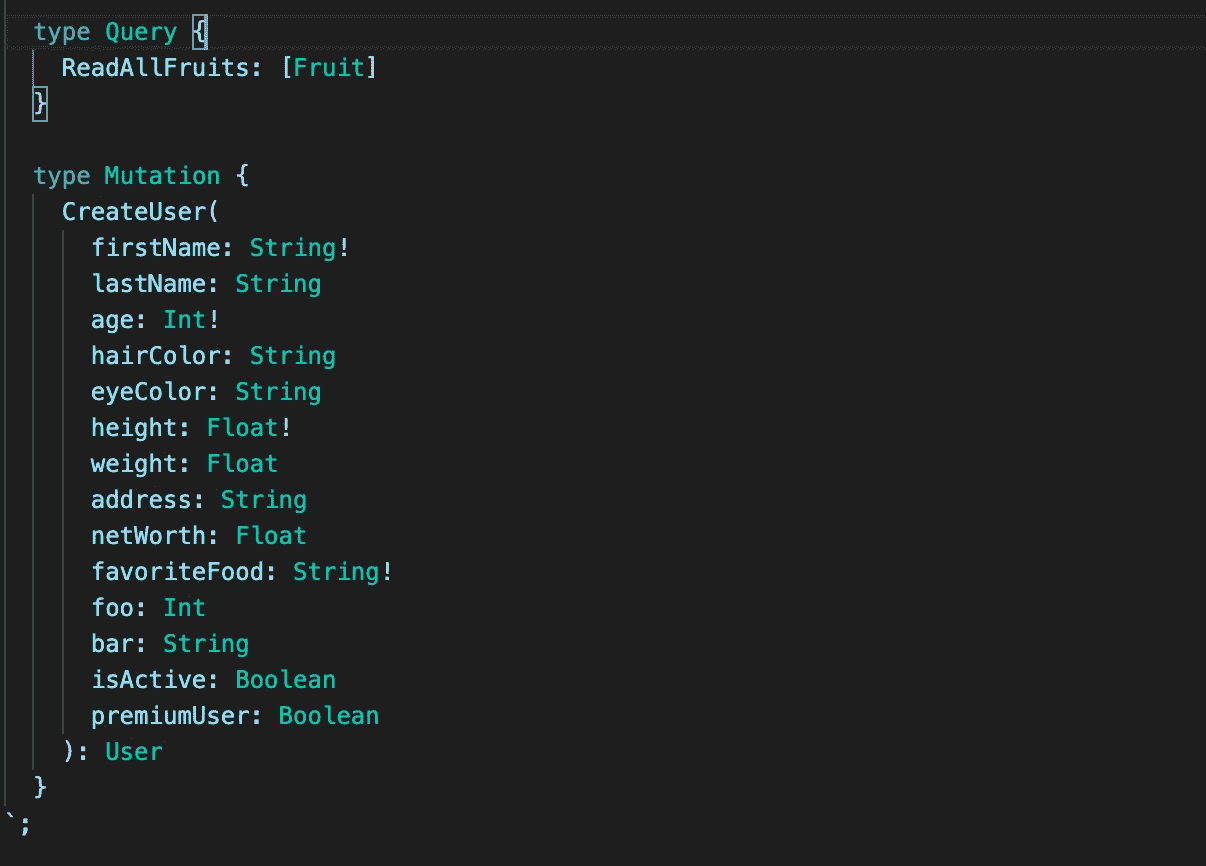 type Query {
  ReadAllFruits: [Fruit]
}

type Mutation {
  CreateUser(
    firstName: String!
    lastName: String
    age: Int!
    hairColor: String
    eyeColor: String
    height: Float!
    weight: Float
    address: String
    netWorth: Float
    favoriteFood: String!
    foo: Int
    bar: String
    isActive: Boolean
    premiumUser: Boolean
  ): User
}
`;